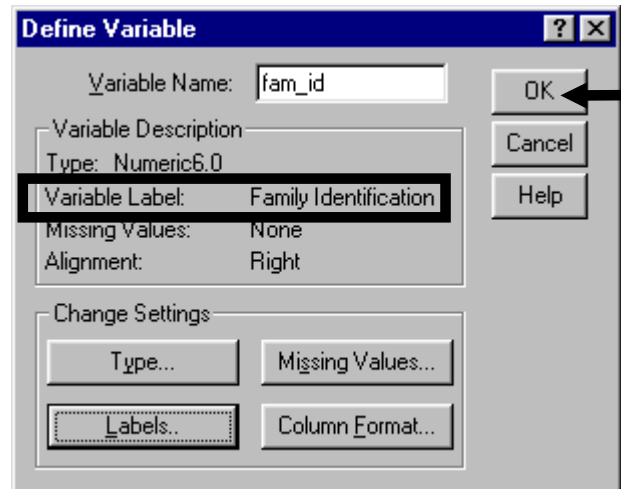 Define Variable
Variable Name: fam_id
OK
Variable Description
Cancel
Type: Numeric6.0
Variable Label: Family Identification
Help
Missing Values: None
Alignment: Right
Change Settings
Type... Missing Values...
Labels.. Column Format...